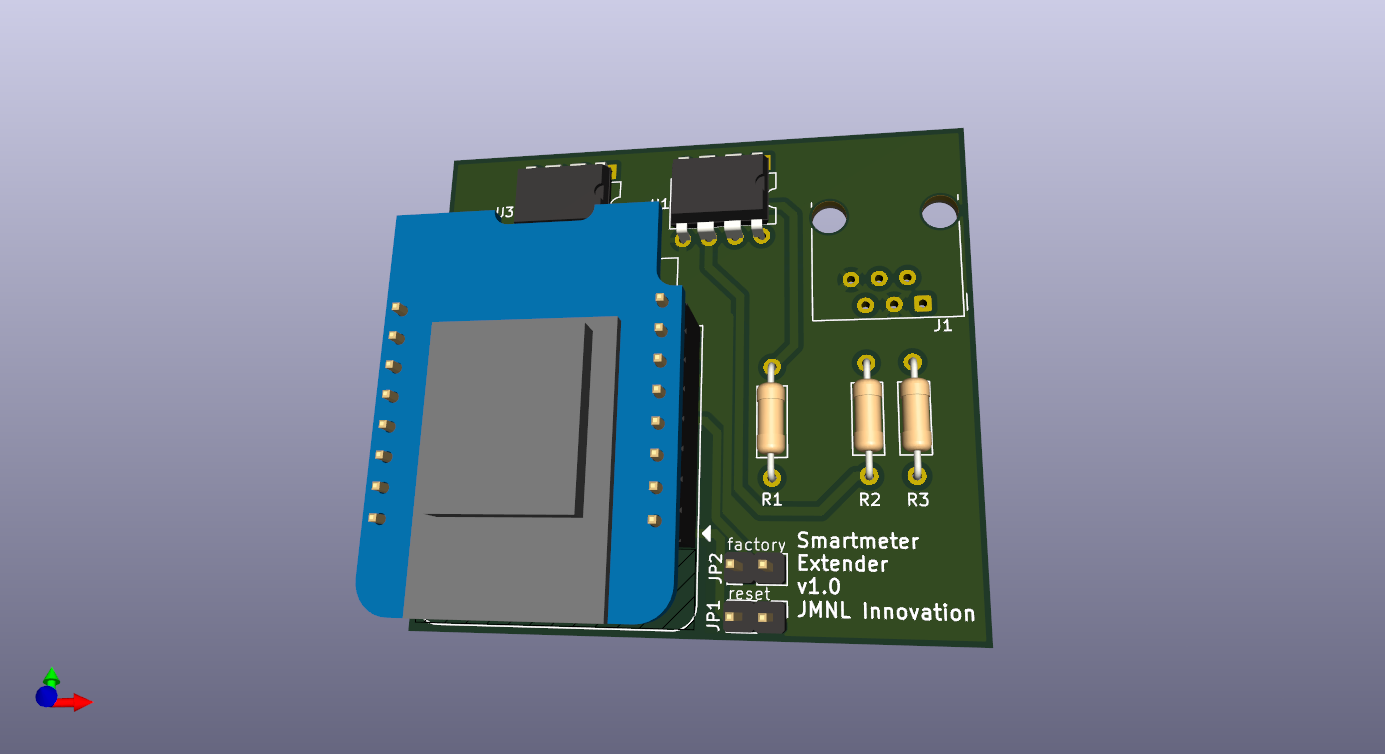 U3
U1
J1
R1
R2
R3
factory
JP2
reset
JP1
Smartmeter
Extender
v1.0
JMNL Innovation